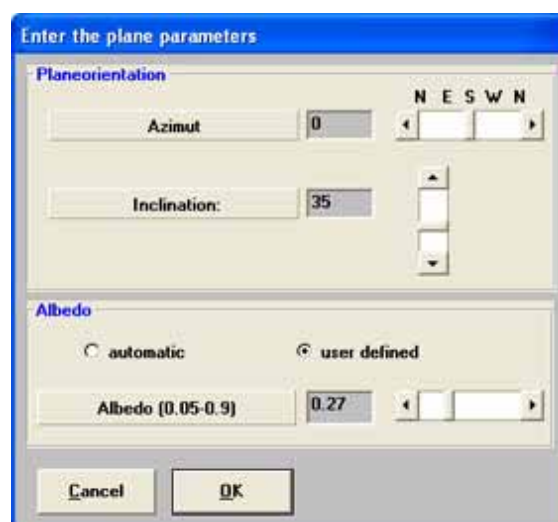 Enter the plane parameters
Planeorientation
N E S W N
Azimut 0
Inclination: 35
Albedo
automatic user defined
Albedo (0.05-0.9) 0.27
Cancel OK